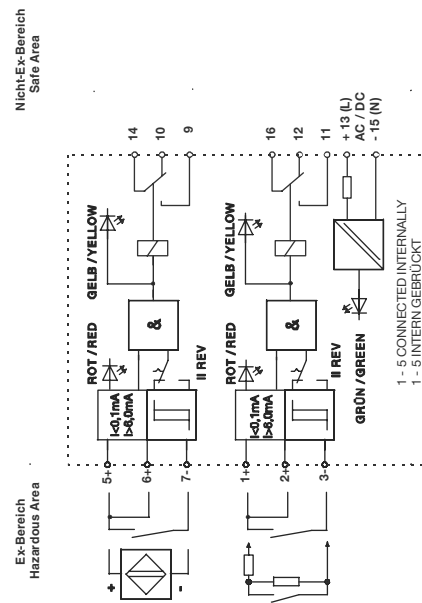 Nicht-Ex-Bereich
Safe Area
14
10
9
16
12
11
+ 13 (L)
AC / DC
- 15 (N)
GELB / YELLOW
GELB / YELLOW
ROT / RED
&
II REV
I<0,1mA
I>6,0mA
ROT / RED
&
II REV
I<0,1mA
I>6,0mA
GRÜN / GREEN
1 - 5 CONNECTED INTERNALLY
1 - 5 INTERN GEBRÜCKT
5+
6+
7-
1+
2+
3-
Ex-Bereich
Hazardous Area
+
-